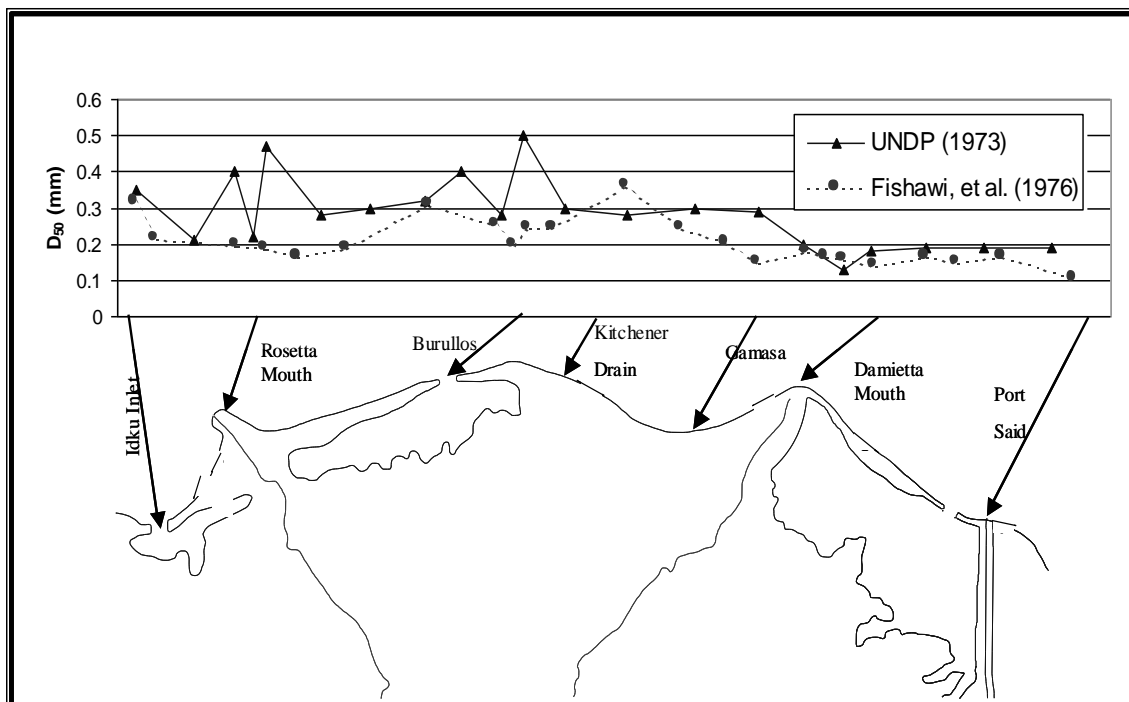 0.6
0.5
0.4
0.3
0.2
0.1
0
D50 (mm)
UNDP (1973)
Fishawi, et al. (1976)
Idku Inlet
Rosetta
Mouth
Burullos
Kitchener
Drain
Gamasa
Damietta
Mouth
Port
Said